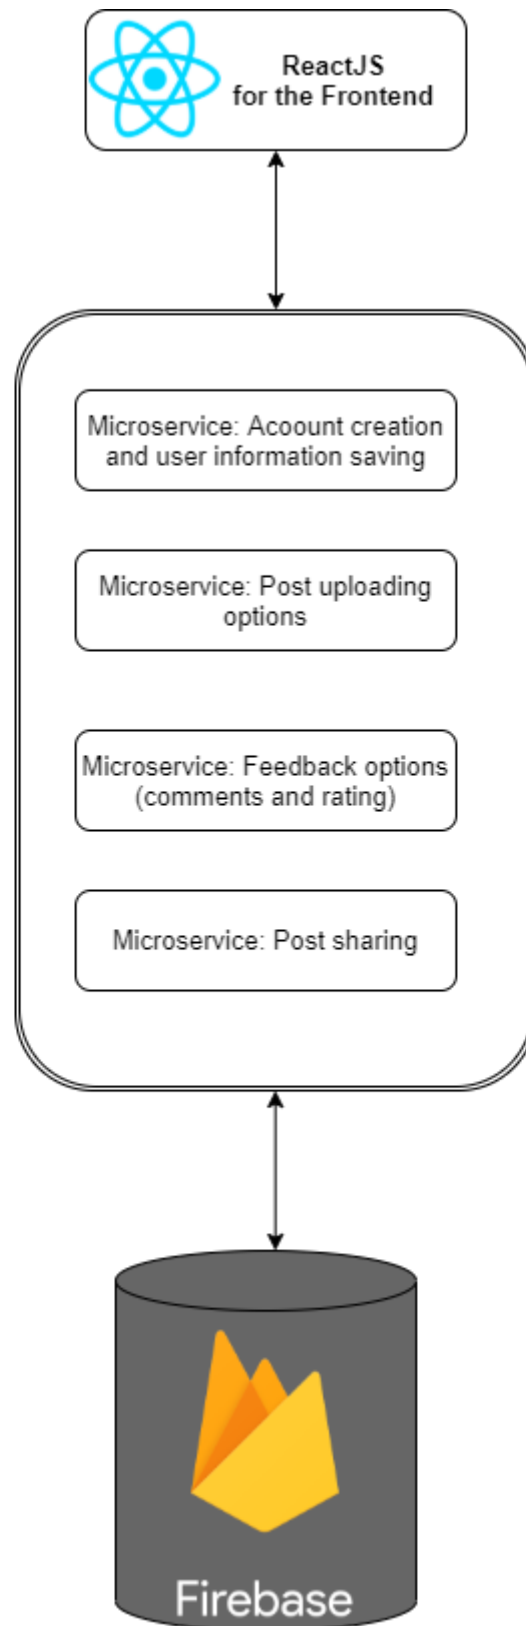 ReactJS
for the Frontend
Microservice: Acoount creation
and user information saving
Microservice: Post uploading
options
Microservice: Feedback options
(comments and rating)
Microservice: Post sharing
Firebase